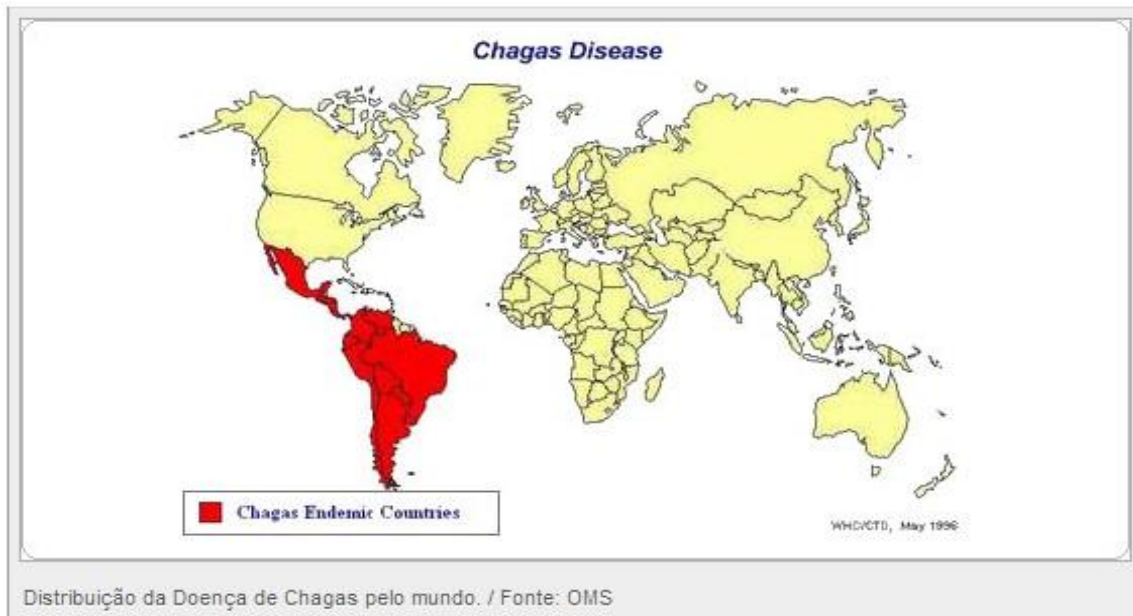 Chagas Disease
Chagas Endemic Countries
WHO/CTD, May 1996
Distribuição da Doença de Chagas pelo mundo. / Fonte: OMS